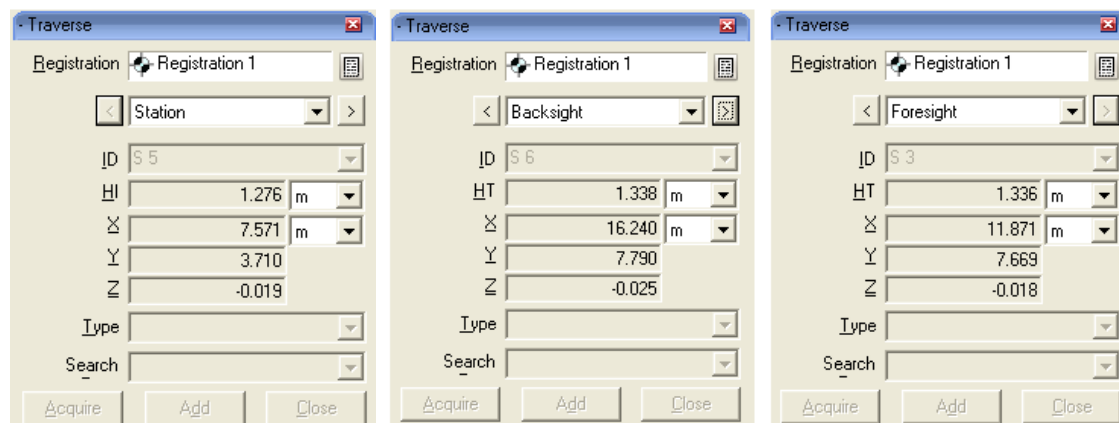 - Traverse
Registration Registration 1
< Station >
ID S 5
HI 1.276 m
X 7.571 m
Y 3.710
Z -0.019
Type
Search
Acquire Add Close
- Traverse
Registration Registration 1
< Backsight >
ID S 6
HT 1.338 m
X 16.240 m
Y 7.790
Z -0.025
Type
Search
Acquire Add Close
- Traverse
Registration Registration 1
< Foresight >
ID S 3
HT 1.336 m
X 11.871 m
Y 7.669
Z -0.018
Type
Search
Acquire Add Close